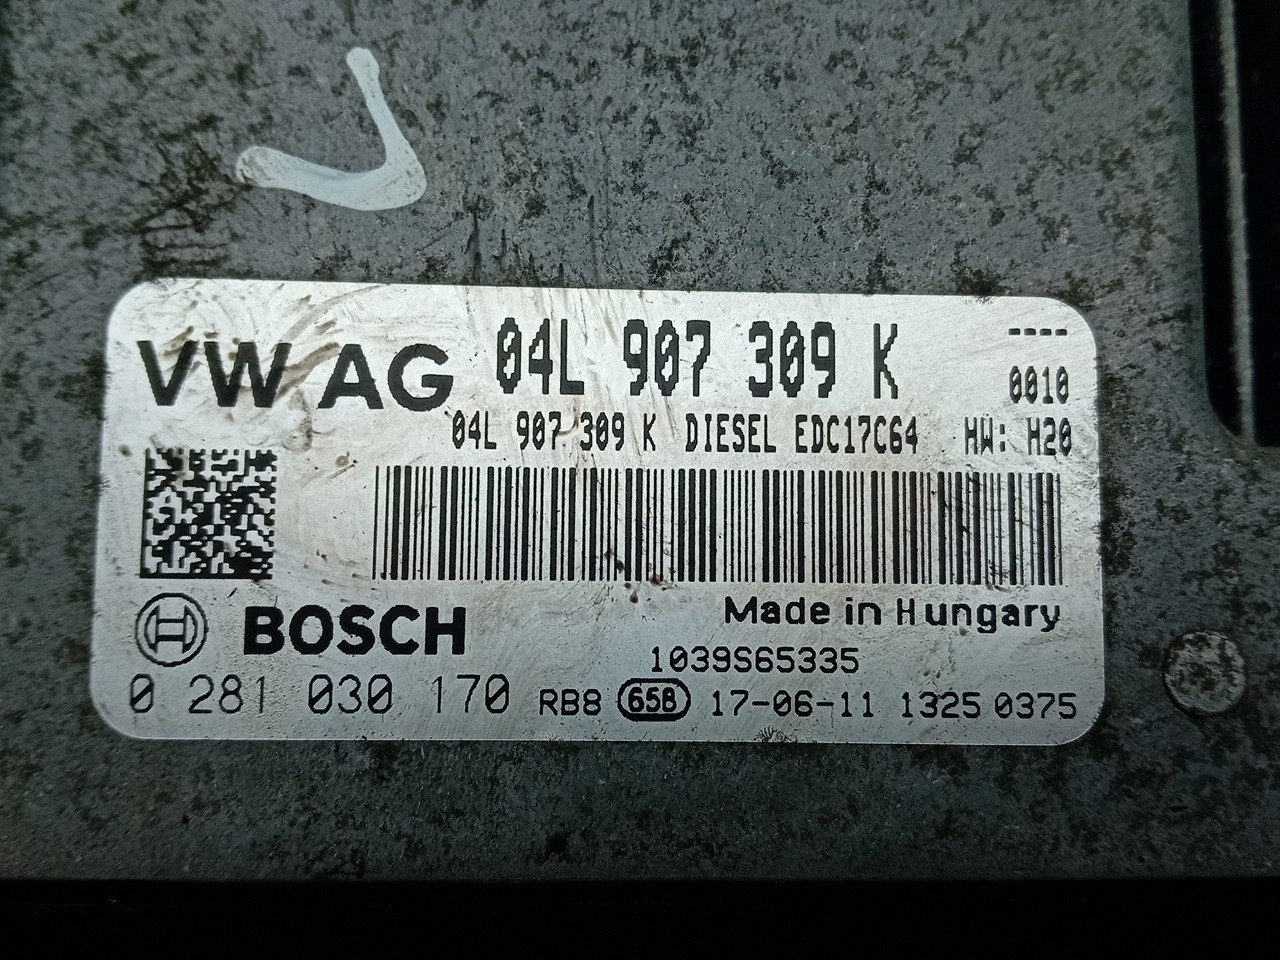 VW AG 04L 907 309 K ----
0010
04L 907 309 K DIESEL EDC17C64 HW: H20
BOSCH Made in Hungary
1039S65335
0 281 030 170 RB8 65B 17-06-11 1325 0375